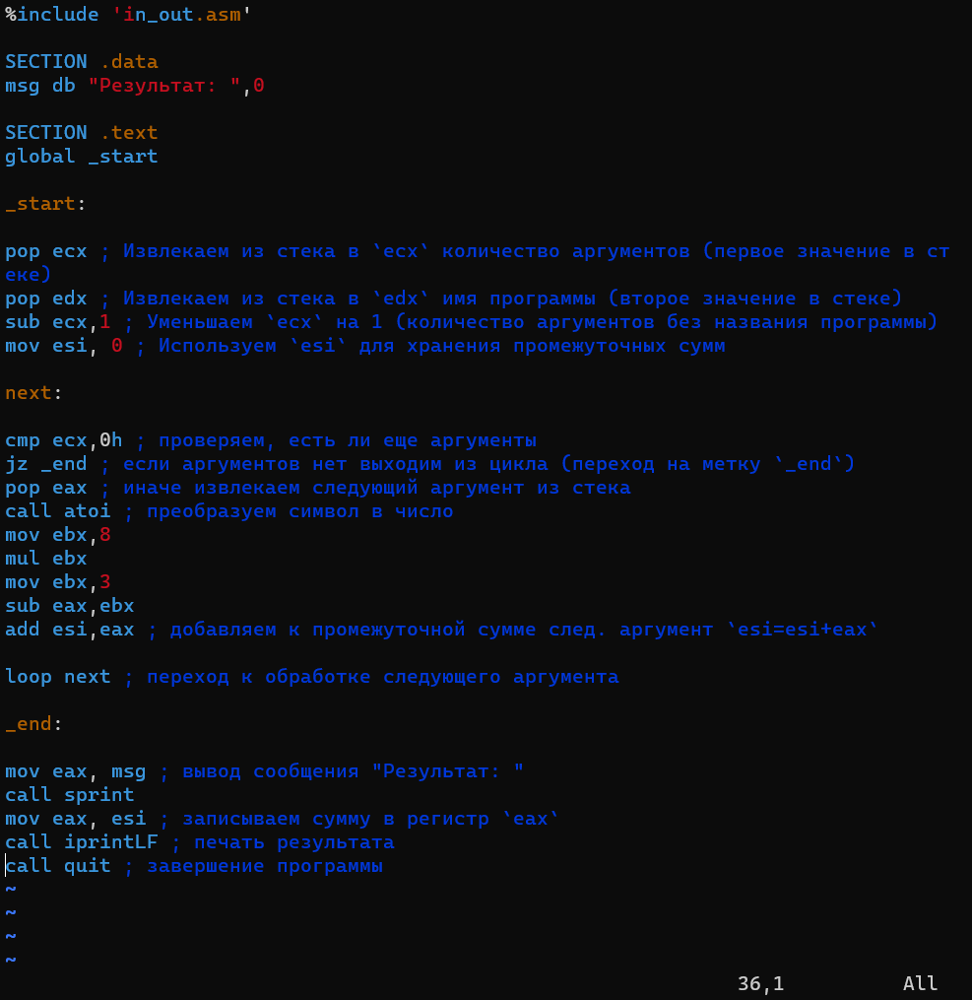 %include 'in_out.asm'
SECTION .data
msg db "Результат: ",0
SECTION .text
global _start
_start:
pop ecx ; Извлекаем из стека в `ecx` количество аргументов (первое значение в ст
еке)
pop edx ; Извлекаем из стека в `edx` имя программы (второе значение в стеке)
sub ecx,1 ; Уменьшаем `ecx` на 1 (количество аргументов без названия программы)
mov esi, 0 ; Используем `esi` для хранения промежуточных сумм
next:
cmp ecx,0h ; проверяем, есть ли еще аргументы
jz _end ; если аргументов нет выходим из цикла (переход на метку `_end`)
pop eax ; иначе извлекаем следующий аргумент из стека
call atoi ; преобразуем символ в число
mov ebx,8
mul ebx
mov ebx,3
sub eax,ebx
add esi,eax ; добавляем к промежуточной сумме след. аргумент `esi=esi+eax`
loop next ; переход к обработке следующего аргумента
_end:
mov eax, msg ; вывод сообщения "Результат: "
call sprint
mov eax, esi ; записываем сумму в регистр `eax`
call iprintLF ; печать результата
call quit ; завершение программы
~
~
~
~
36,1 All